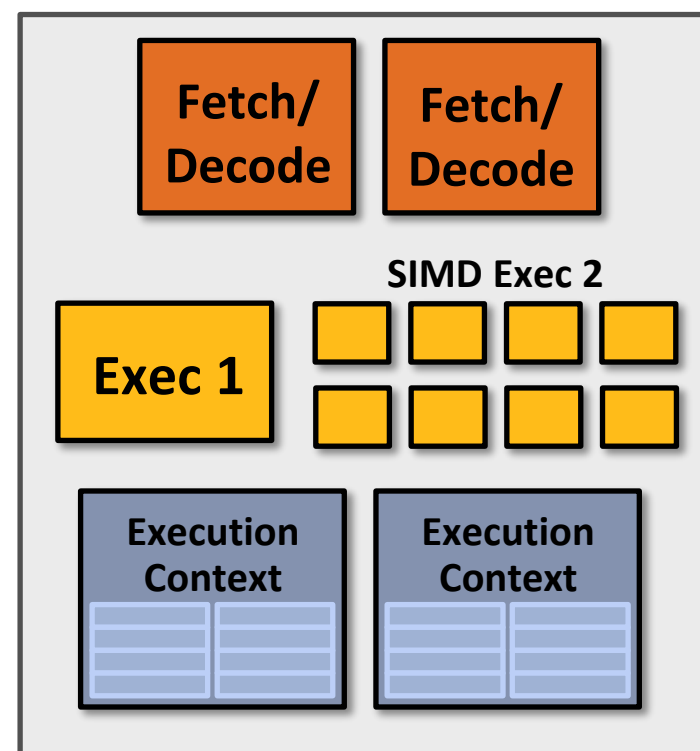 Fetch/
Decode
Fetch/
Decode
SIMD Exec 2
Exec 1
Execution
Context
Execution
Context